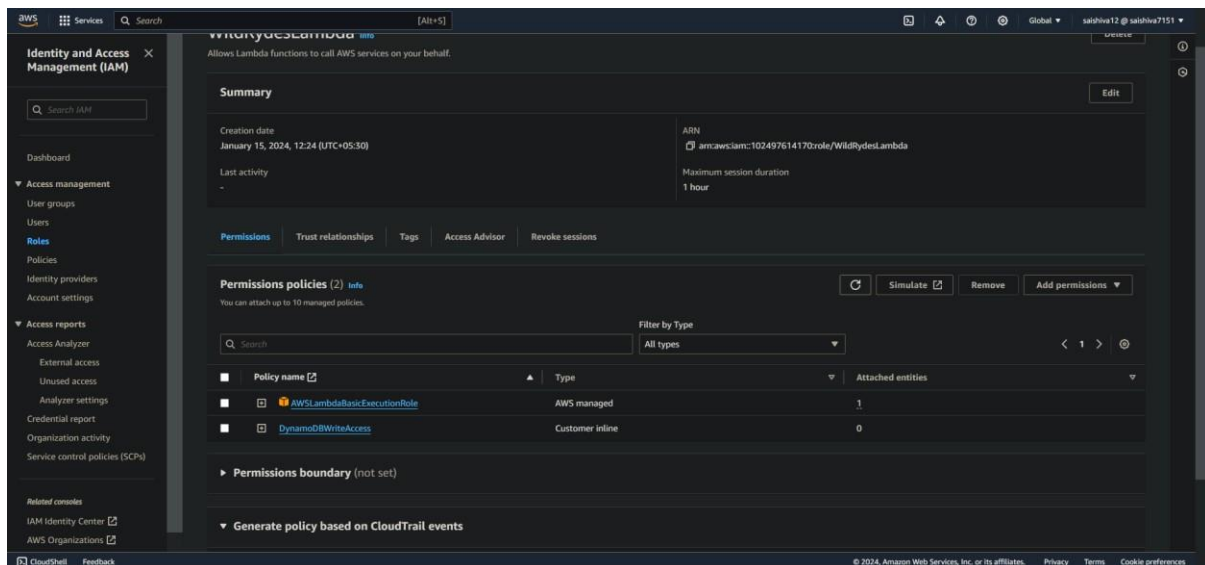 aws Services Search [Alt+S] Global saishiva12 @ saishiva7151
Identity and Access
Management (IAM)
Search IAM
Dashboard
Access management
User groups
Users
Roles
Policies
Identity providers
Account settings
Access reports
Access Analyzer
External access
Unused access
Analyzer settings
Credential report
Organization activity
Service control policies (SCPs)
Related consoles
IAM Identity Center
AWS Organizations
WildRydesLambda Info
Delete
Allows Lambda functions to call AWS services on your behalf.
Summary
Edit
Creation date
January 15, 2024, 12:24 (UTC+05:30)
ARN
arn:aws:iam::102497614170:role/WildRydesLambda
Last activity
-
Maximum session duration
1 hour
Permissions Trust relationships Tags Access Advisor Revoke sessions
Permissions policies (2) Info
You can attach up to 10 managed policies.
Simulate Remove Add permissions
Filter by Type
Search All types 1
Policy name Type Attached entities
AWSLambdaBasicExecutionRole AWS managed 1
DynamoDBWriteAccess Customer inline 0
Permissions boundary (not set)
Generate policy based on CloudTrail events
CloudShell Feedback © 2024, Amazon Web Services, Inc. or its affiliates. Privacy Terms Cookie preferences